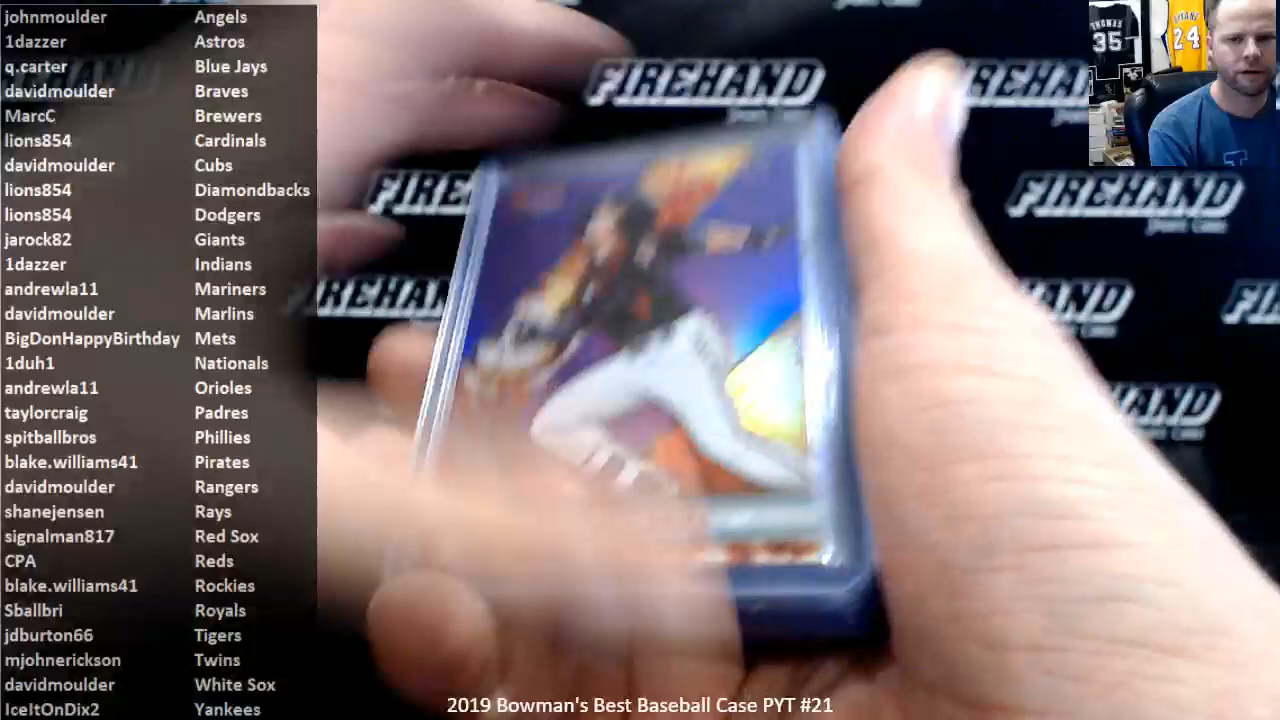 johnmoulder Angels
1dazzer Astros
q.carter Blue Jays
davidmoulder Braves
MarcC Brewers
lions854 Cardinals
davidmoulder Cubs
lions854 Diamondbacks
lions854 Dodgers
jarock82 Giants
1dazzer Indians
andrewla11 Mariners
davidmoulder Marlins
BigDonHappyBirthday Mets
1duh1 Nationals
andrewla11 Orioles
taylorcraig Padres
spitballbros Phillies
blake.williams41 Pirates
davidmoulder Rangers
shanejensen Rays
signalman817 Red Sox
CPA Reds
blake.williams41 Rockies
Sballbri Royals
jdburton66 Tigers
mjohnerickson Twins
davidmoulder White Sox
IceItOnDix2 Yankees
FIREHAND
FIREHAND
THOMAS
35
BRYANT
24
FIREHAND
FIREHAND
2019 Bowman's Best Baseball Case PYT #21